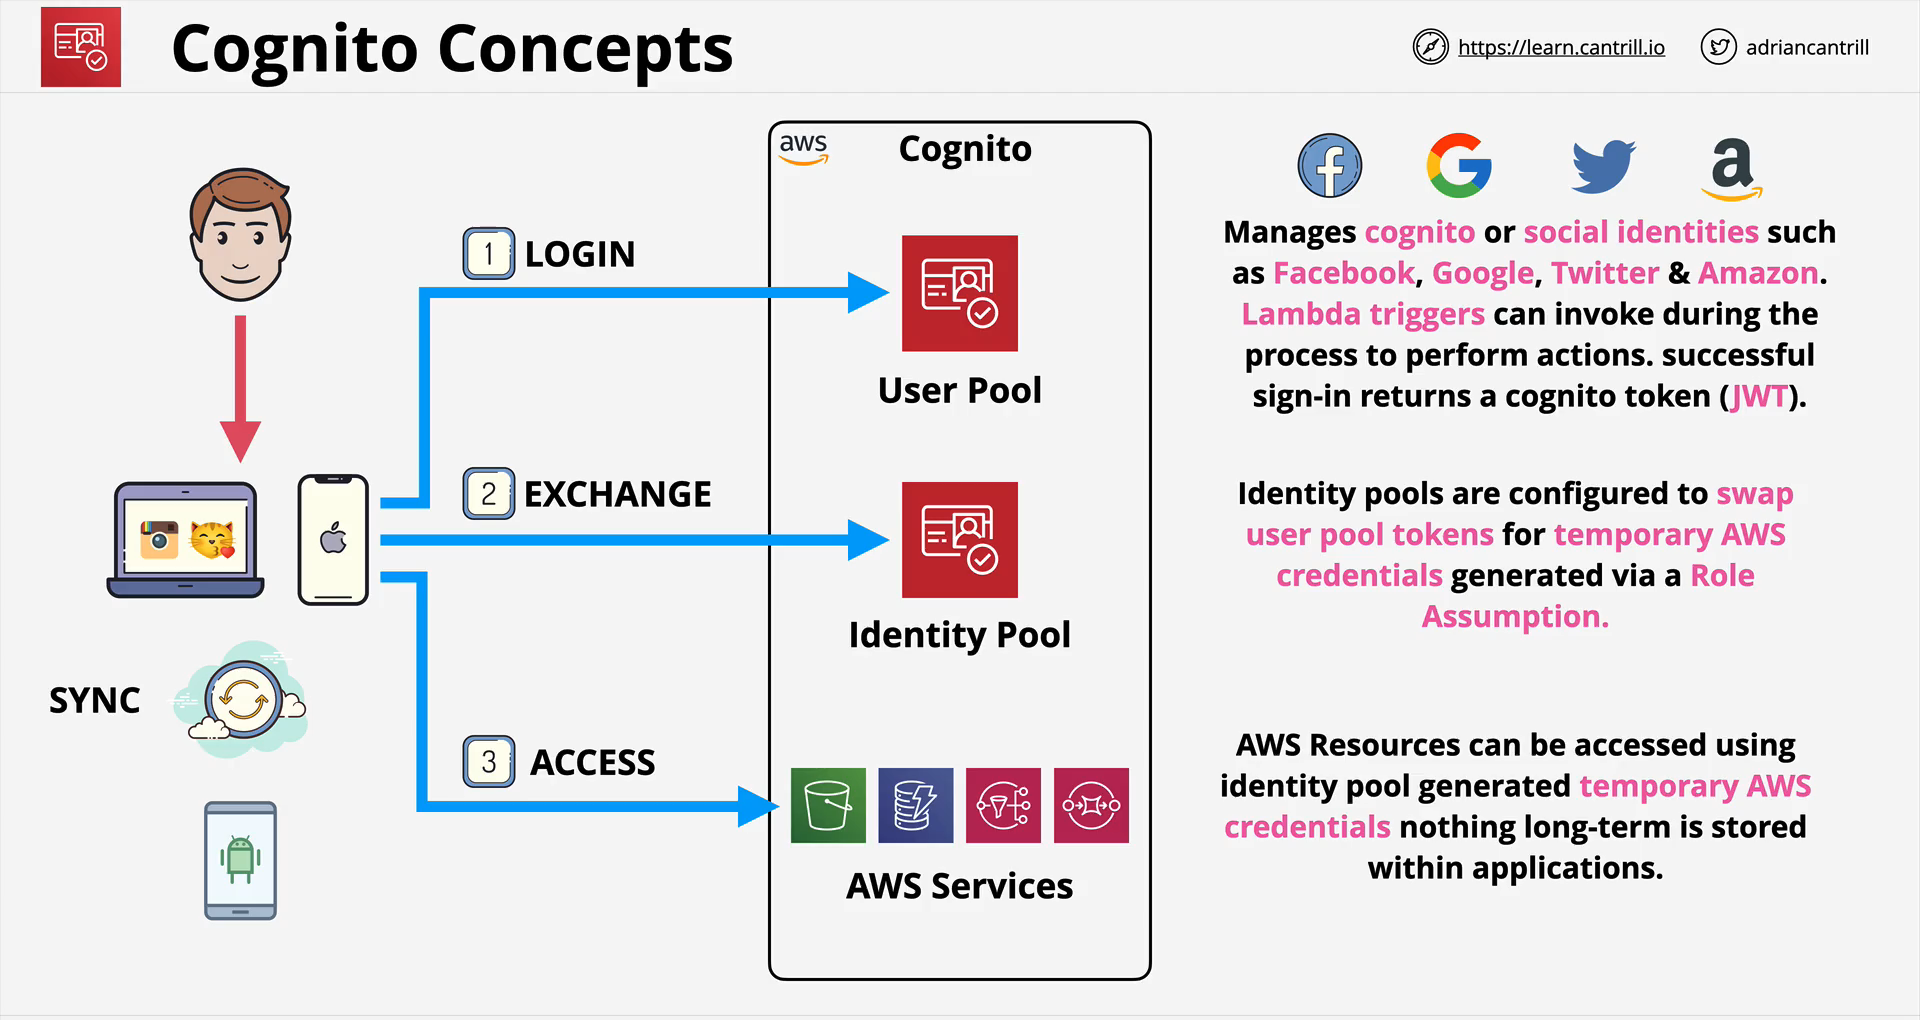 Cognito Concepts
https://learn.cantrill.io
adriancantrill
aws
Cognito
1 LOGIN
User Pool
Manages cognito or social identities such
as Facebook, Google, Twitter & Amazon.
Lambda triggers can invoke during the
process to perform actions. successful
sign-in returns a cognito token (JWT).
2 EXCHANGE
Identity Pool
Identity pools are configured to swap
user pool tokens for temporary AWS
credentials generated via a Role
Assumption.
SYNC
3 ACCESS
AWS Services
AWS Resources can be accessed using
identity pool generated temporary AWS
credentials nothing long-term is stored
within applications.